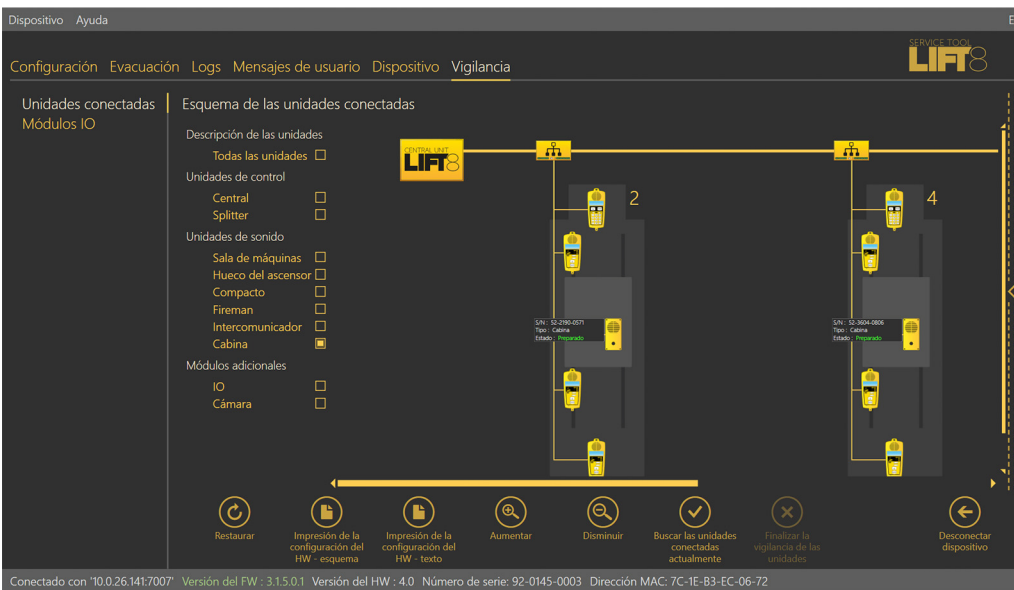 Dispositivo Ayuda
E
SERVICE TOOL
LIFT8
Configuración Evacuación Logs Mensajes de usuario Dispositivo Vigilancia
Unidades conectadas
Módulos IO
Esquema de las unidades conectadas
Descripción de las unidades
Todas las unidades
Unidades de control
Central
Splitter
Unidades de sonido
Sala de máquinas
Hueco del ascensor
Compacto
Fireman
Intercomunicador
Cabina
Módulos adicionales
IO
Cámara
CENTRAL UNIT
LIFT8
2
4
S/N : 52-2190-0571
Tipo : Cabina
Estado : Preparado
S/N : 52-3604-0806
Tipo : Cabina
Estado : Preparado
Restaurar
Impresión de la
configuración del
HW - esquema
Impresión de la
configuración del
HW - texto
Aumentar
Disminuir
Buscar las unidades
conectadas
actualmente
Finalizar la
vigilancia de las
unidades
Desconectar
dispositivo
Conectado con '10.0.26.141:7007' Versión del FW : 3.1.5.0.1 Versión del HW : 4.0 Número de serie: 92-0145-0003 Dirección MAC: 7C-1E-B3-EC-06-72